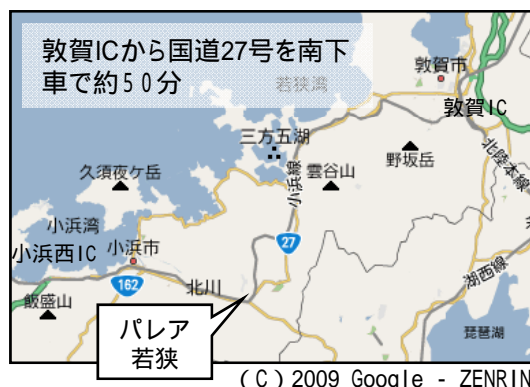 敦賀ICから国道27号を南下
車で約50分
若狭湾
敦賀市
敦賀IC
三方五湖
北陸本線
久須夜ケ岳
小浜線
雲谷山
野坂岳
小浜湾
小浜西IC
小浜市
27
162
北川
湖西線
飯盛山
パレア
若狭
琵琶湖
(C)2009 Google - ZENRIN